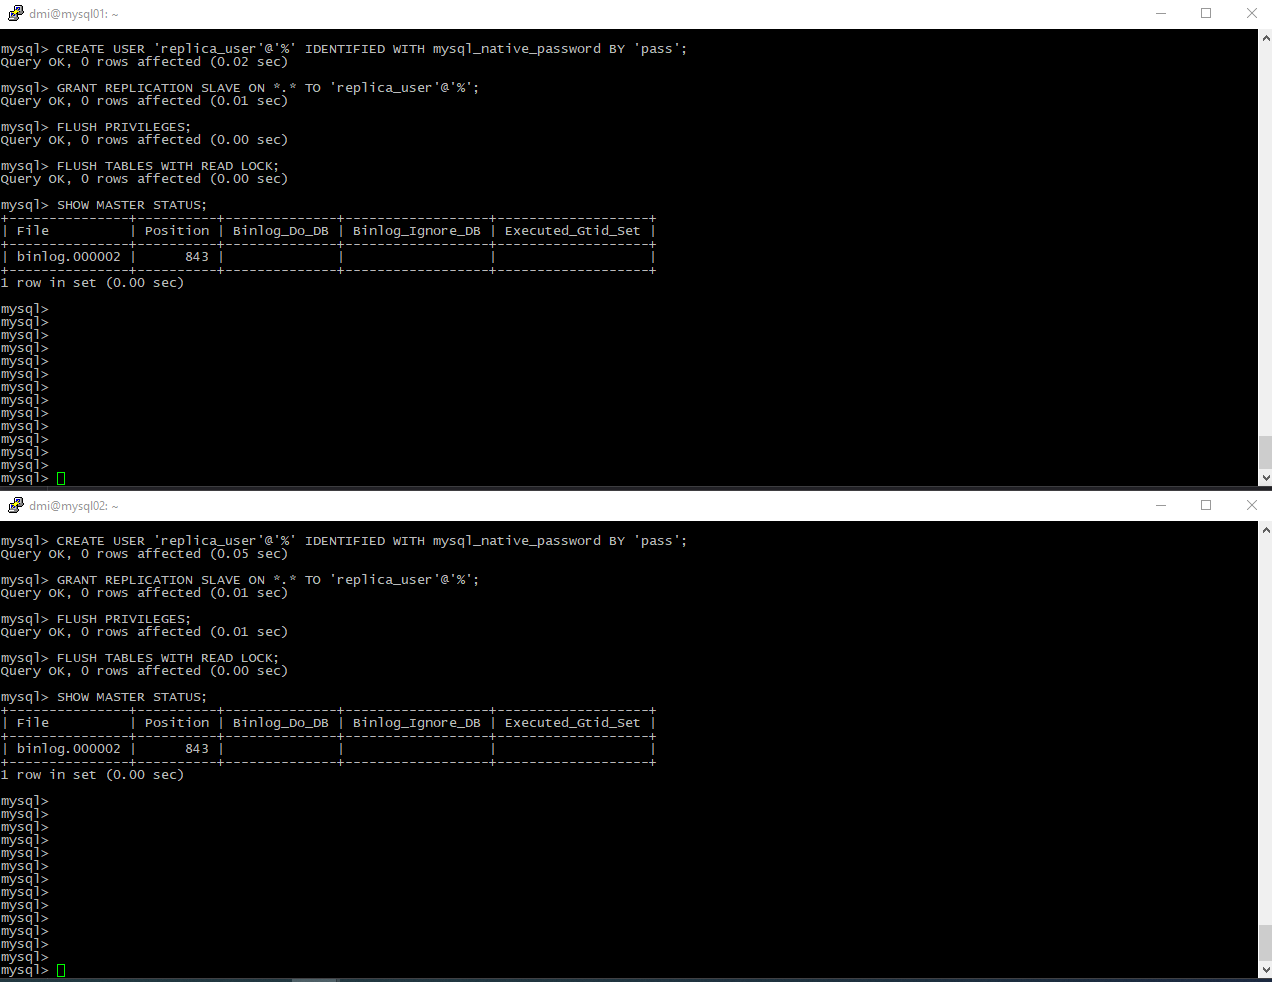 dmi@mysql01: ~
mysql> CREATE USER 'replica_user'@'%' IDENTIFIED WITH mysql_native_password BY 'pass';
Query OK, 0 rows affected (0.02 sec)
mysql> GRANT REPLICATION SLAVE ON *.* TO 'replica_user'@'%';
Query OK, 0 rows affected (0.01 sec)
mysql> FLUSH PRIVILEGES;
Query OK, 0 rows affected (0.00 sec)
mysql> FLUSH TABLES WITH READ LOCK;
Query OK, 0 rows affected (0.00 sec)
mysql> SHOW MASTER STATUS;
+---------------+----------+--------------+------------------+-------------------+
| File          | Position | Binlog_Do_DB | Binlog_Ignore_DB | Executed_Gtid_Set |
+---------------+----------+--------------+------------------+-------------------+
| binlog.000002 |      843 |              |                  |                   |
+---------------+----------+--------------+------------------+-------------------+
1 row in set (0.00 sec)
mysql>
mysql>
mysql>
mysql>
mysql>
mysql>
mysql>
mysql>
mysql>
mysql>
mysql>
mysql>
mysql>
mysql>
dmi@mysql02: ~
mysql> CREATE USER 'replica_user'@'%' IDENTIFIED WITH mysql_native_password BY 'pass';
Query OK, 0 rows affected (0.05 sec)
mysql> GRANT REPLICATION SLAVE ON *.* TO 'replica_user'@'%';
Query OK, 0 rows affected (0.01 sec)
mysql> FLUSH PRIVILEGES;
Query OK, 0 rows affected (0.01 sec)
mysql> FLUSH TABLES WITH READ LOCK;
Query OK, 0 rows affected (0.00 sec)
mysql> SHOW MASTER STATUS;
+---------------+----------+--------------+------------------+-------------------+
| File          | Position | Binlog_Do_DB | Binlog_Ignore_DB | Executed_Gtid_Set |
+---------------+----------+--------------+------------------+-------------------+
| binlog.000002 |      843 |              |                  |                   |
+---------------+----------+--------------+------------------+-------------------+
1 row in set (0.00 sec)
mysql>
mysql>
mysql>
mysql>
mysql>
mysql>
mysql>
mysql>
mysql>
mysql>
mysql>
mysql>
mysql>
mysql>